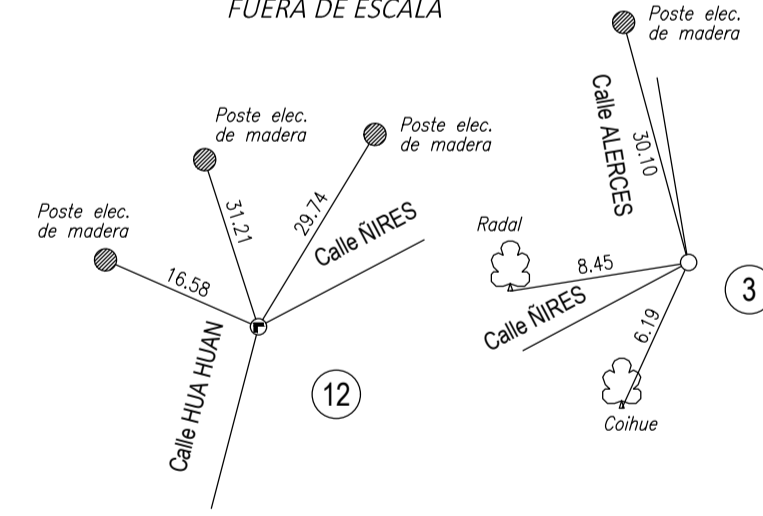 FUERA DE ESCALA
Poste elec.
de madera
Calle ALERCES
30.10
Poste elec.
de madera
Poste elec.
de madera
Poste elec.
de madera
31.21
29.74
16.58
Calle ÑIRES
Calle HUA HUAN
12
Radal
8.45
Calle ÑIRES
6.19
3
Coihue